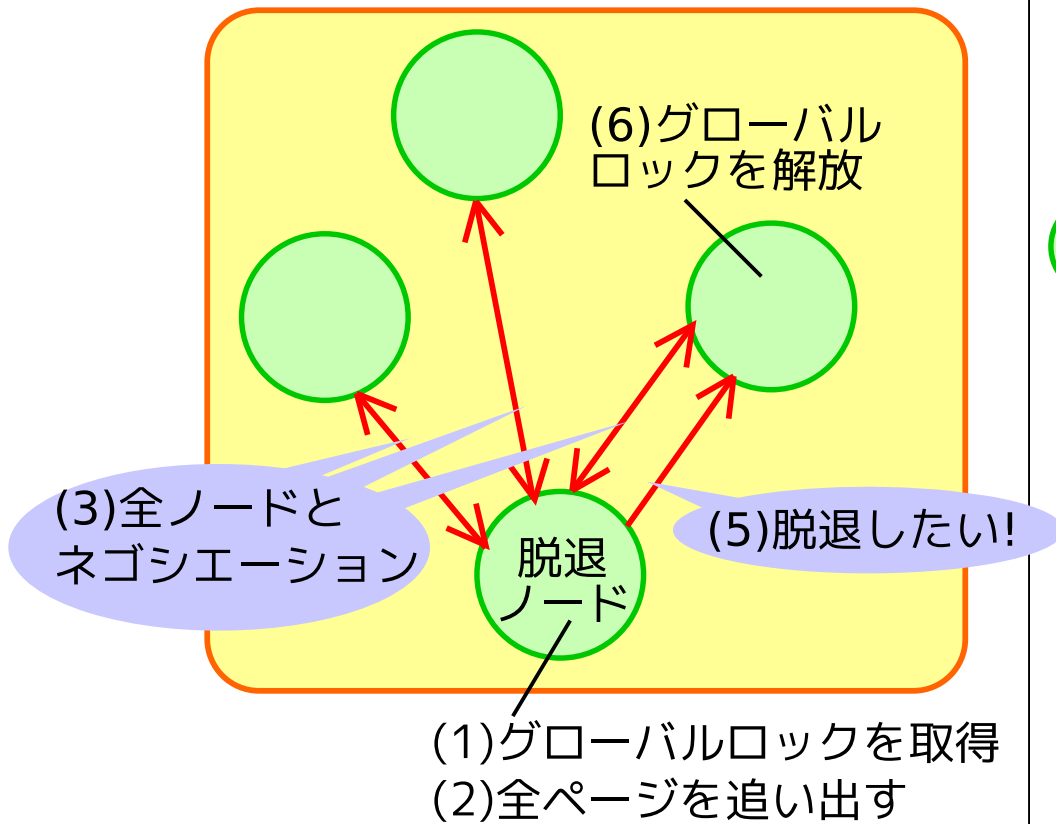 (6)グローバル
ロックを解放
(3)全ノードと
ネゴシエーション
(5)脱退したい!
脱退
ノード
(1)グローバルロックを取得
(2)全ページを追い出す